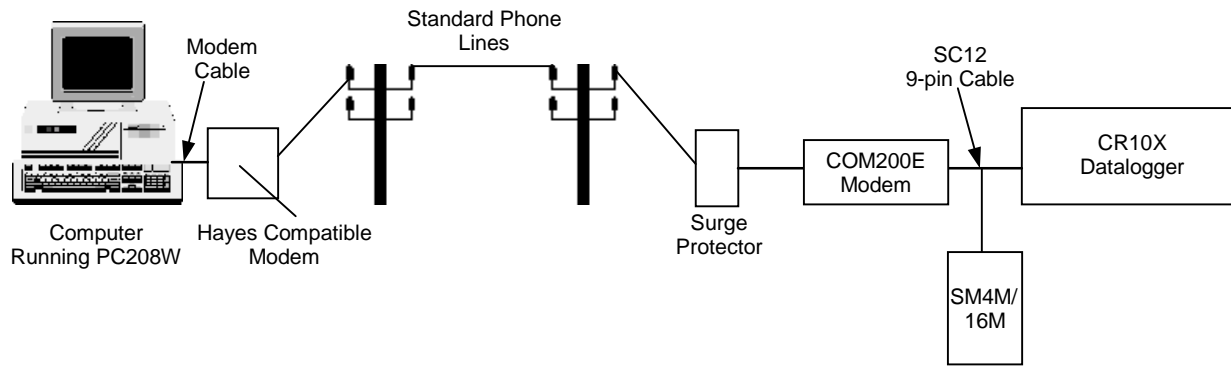 Standard Phone
Lines
Modem
Cable
SC12
9-pin Cable
COM200E
Modem
CR10X
Datalogger
Computer
Running PC208W
Hayes Compatible
Modem
Surge
Protector
SM4M/
16M